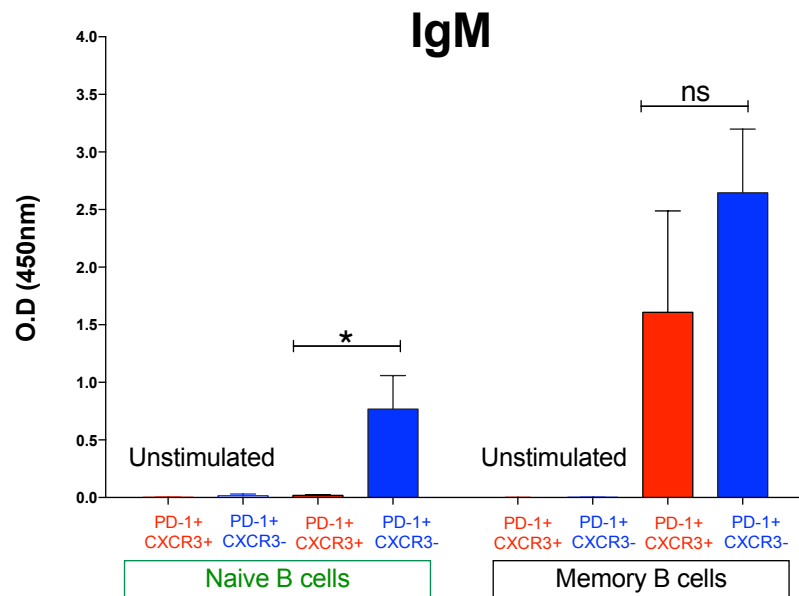 IgM
O.D (450nm)
4.0
3.5
3.0
2.5
2.0
1.5
1.0
0.5
0.0
ns
*
Unstimulated
Unstimulated
PD-1+
CXCR3+
PD-1+
CXCR3-
PD-1+
CXCR3+
PD-1+
CXCR3-
PD-1+
CXCR3+
PD-1+
CXCR3-
PD-1+
CXCR3+
PD-1+
CXCR3-
Naive B cells
Memory B cells